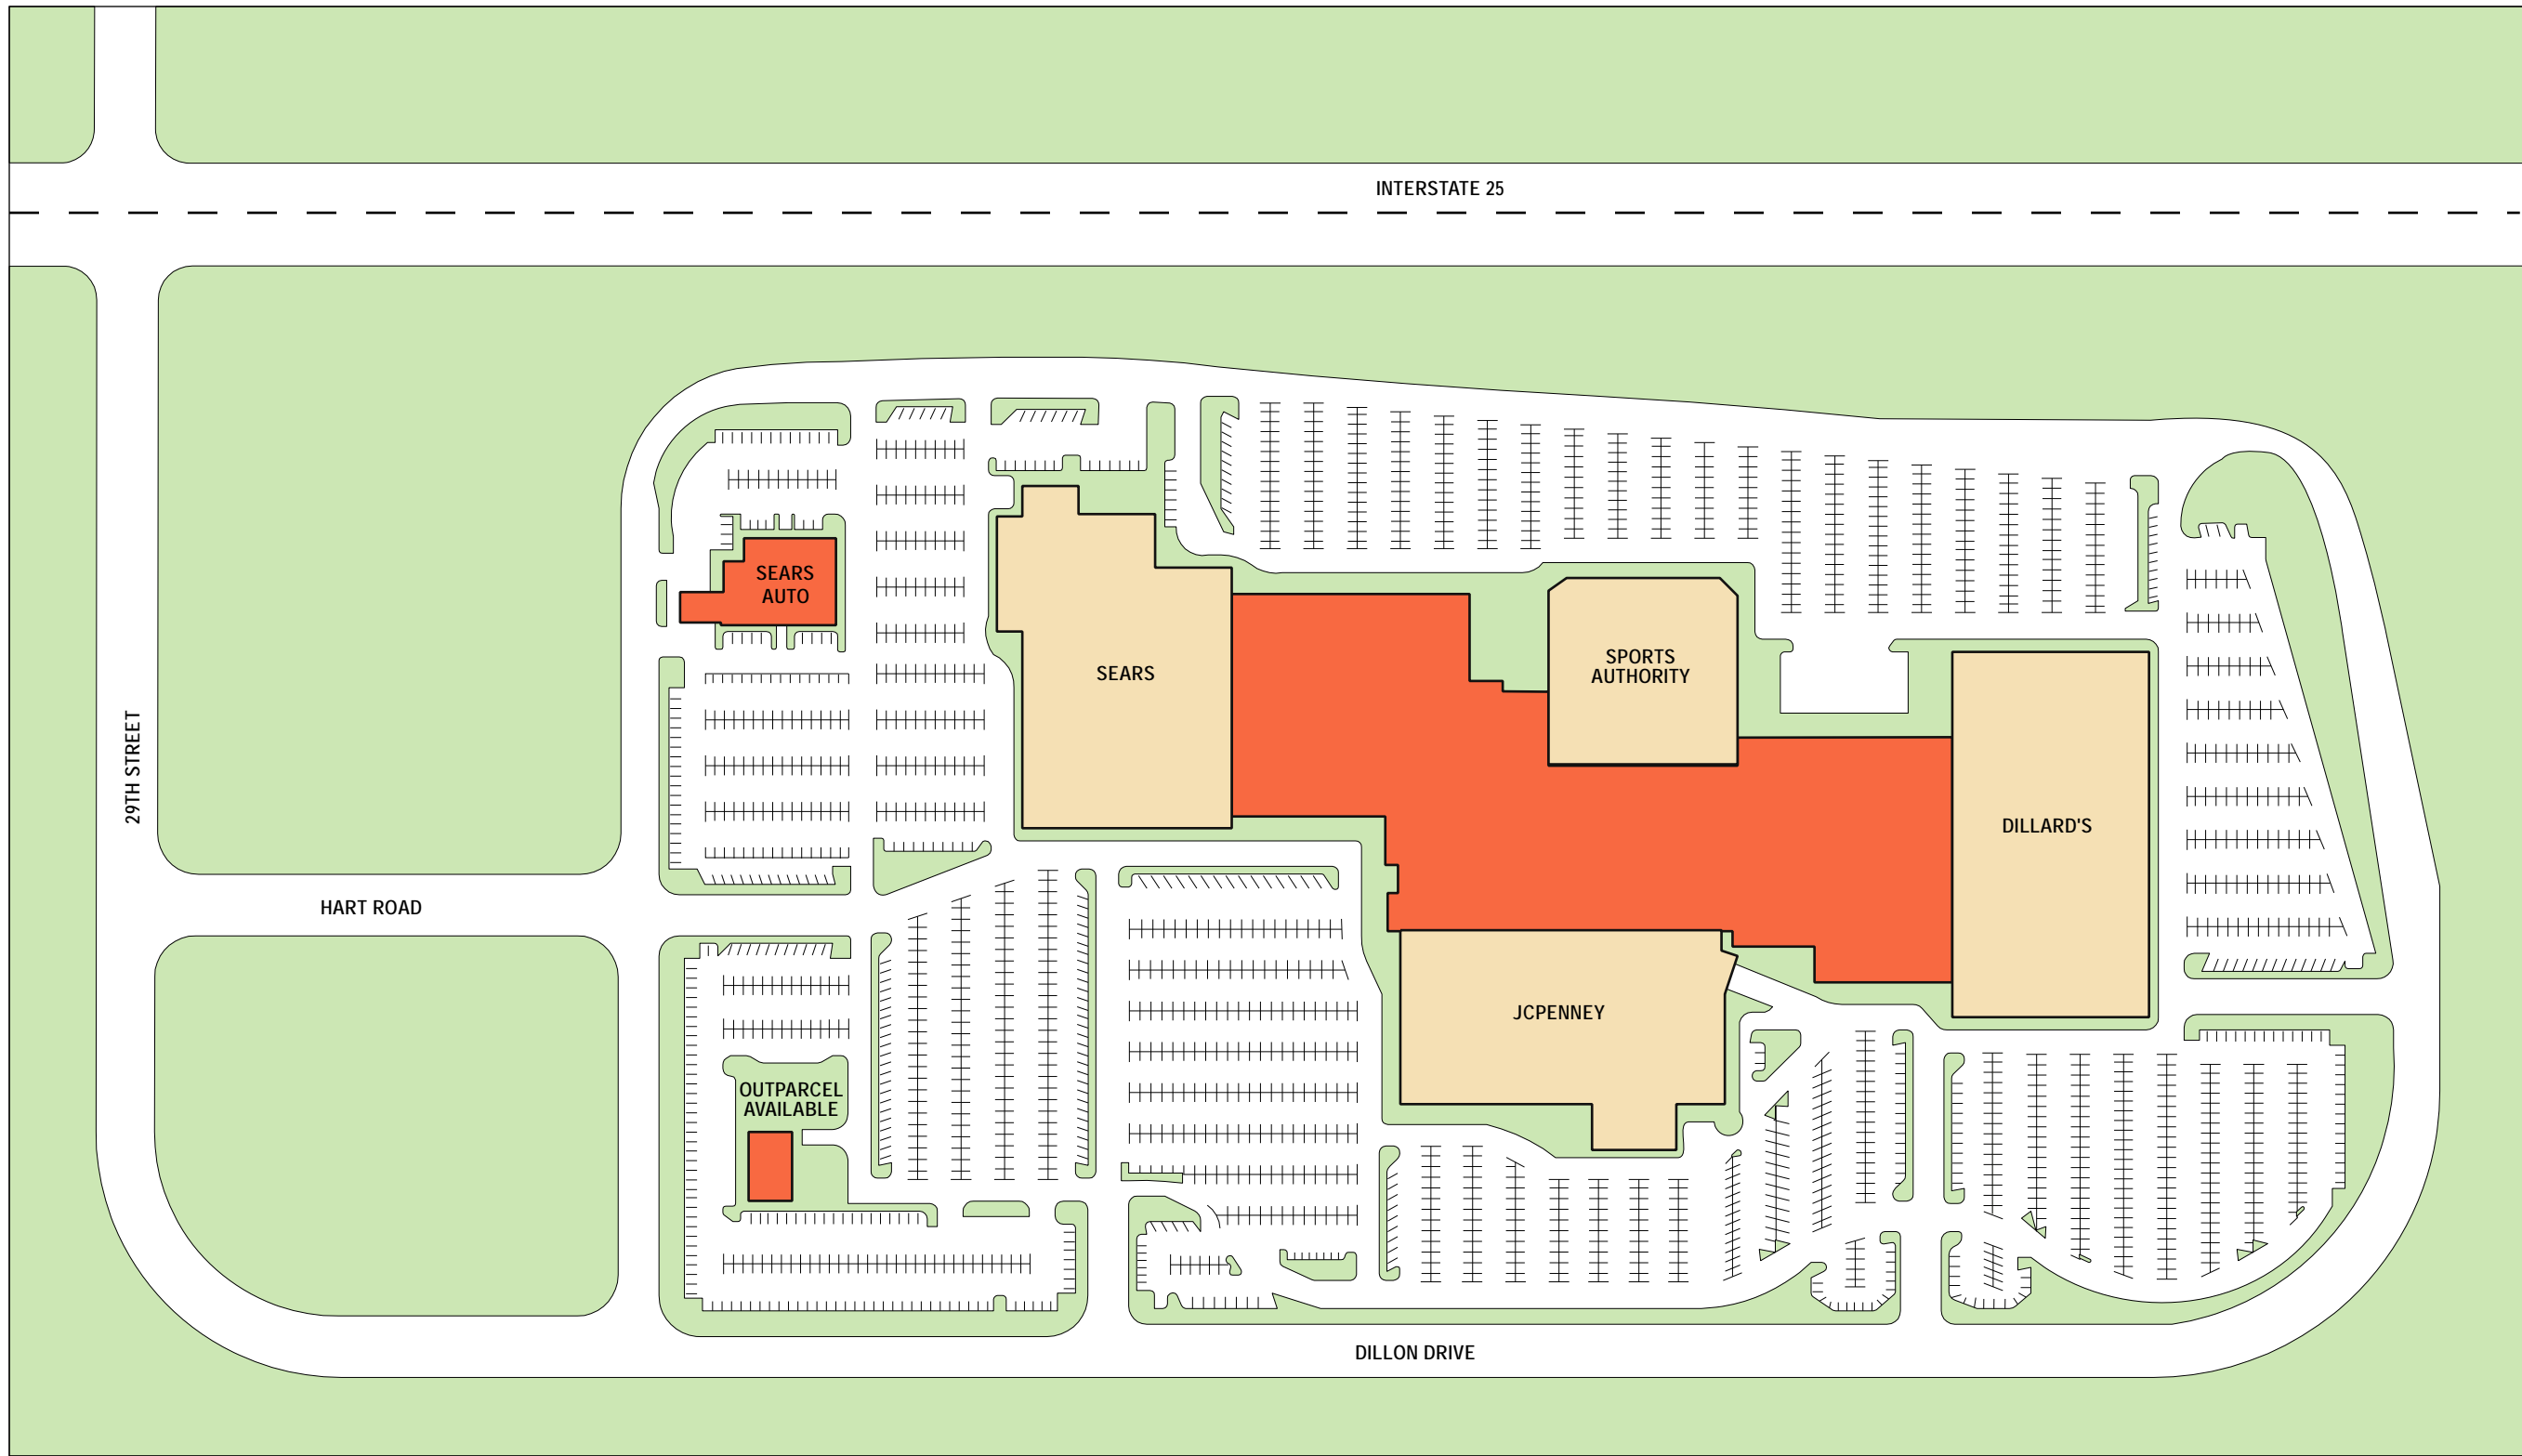 INTERSTATE 25
SEARS
AUTO
SPORTS
AUTHORITY
SEARS
29TH STREET
DILLARD'S
HART ROAD
JCPENNEY
OUTPARCEL
AVAILABLE
DILLON DRIVE